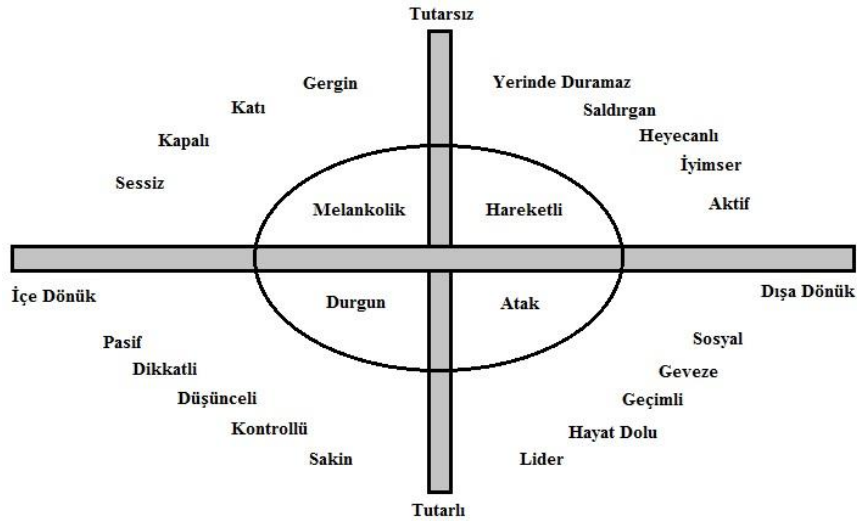 Tutarsız
Gergin
Yerinde Duramaz
Katı
Saldırgan
Kapalı
Heyecanlı
İyimser
Sessiz
Aktif
Melankolik
Hareketli
İçe Dönük
Dışa Dönük
Durgun
Atak
Pasif
Sosyal
Dikkatli
Geveze
Düşünceli
Geçimli
Kontrollü
Hayat Dolu
Sakin
Lider
Tutarlı